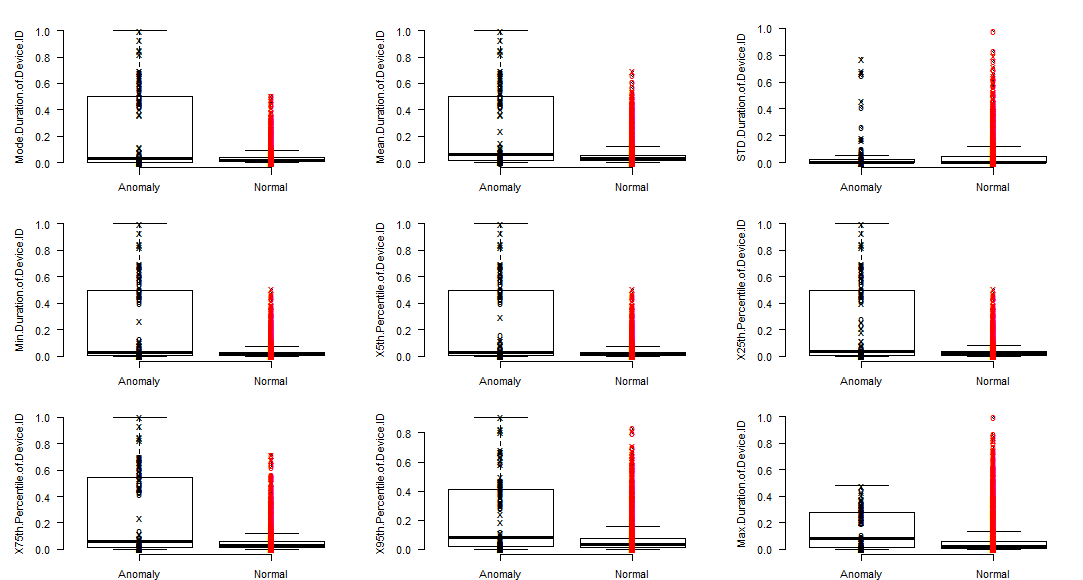 Mode.Duration.of.Device.ID
1.0
0.8
0.6
0.4
0.2
0.0
Anomaly Normal
Mean.Duration.of.Device.ID
1.0
0.8
0.6
0.4
0.2
0.0
Anomaly Normal
STD.Duration.of.Device.ID
1.0
0.8
0.6
0.4
0.2
0.0
Anomaly Normal
Min.Duration.of.Device.ID
1.0
0.8
0.6
0.4
0.2
0.0
Anomaly Normal
X5th.Percentile.of.Device.ID
1.0
0.8
0.6
0.4
0.2
0.0
Anomaly Normal
X25th.Percentile.of.Device.ID
1.0
0.8
0.6
0.4
0.2
0.0
Anomaly Normal
X75th.Percentile.of.Device.ID
1.0
0.8
0.6
0.4
0.2
0.0
Anomaly Normal
X95th.Percentile.of.Device.ID
0.8
0.6
0.4
0.2
0.0
Anomaly Normal
Max.Duration.of.Device.ID
1.0
0.8
0.6
0.4
0.2
0.0
Anomaly Normal